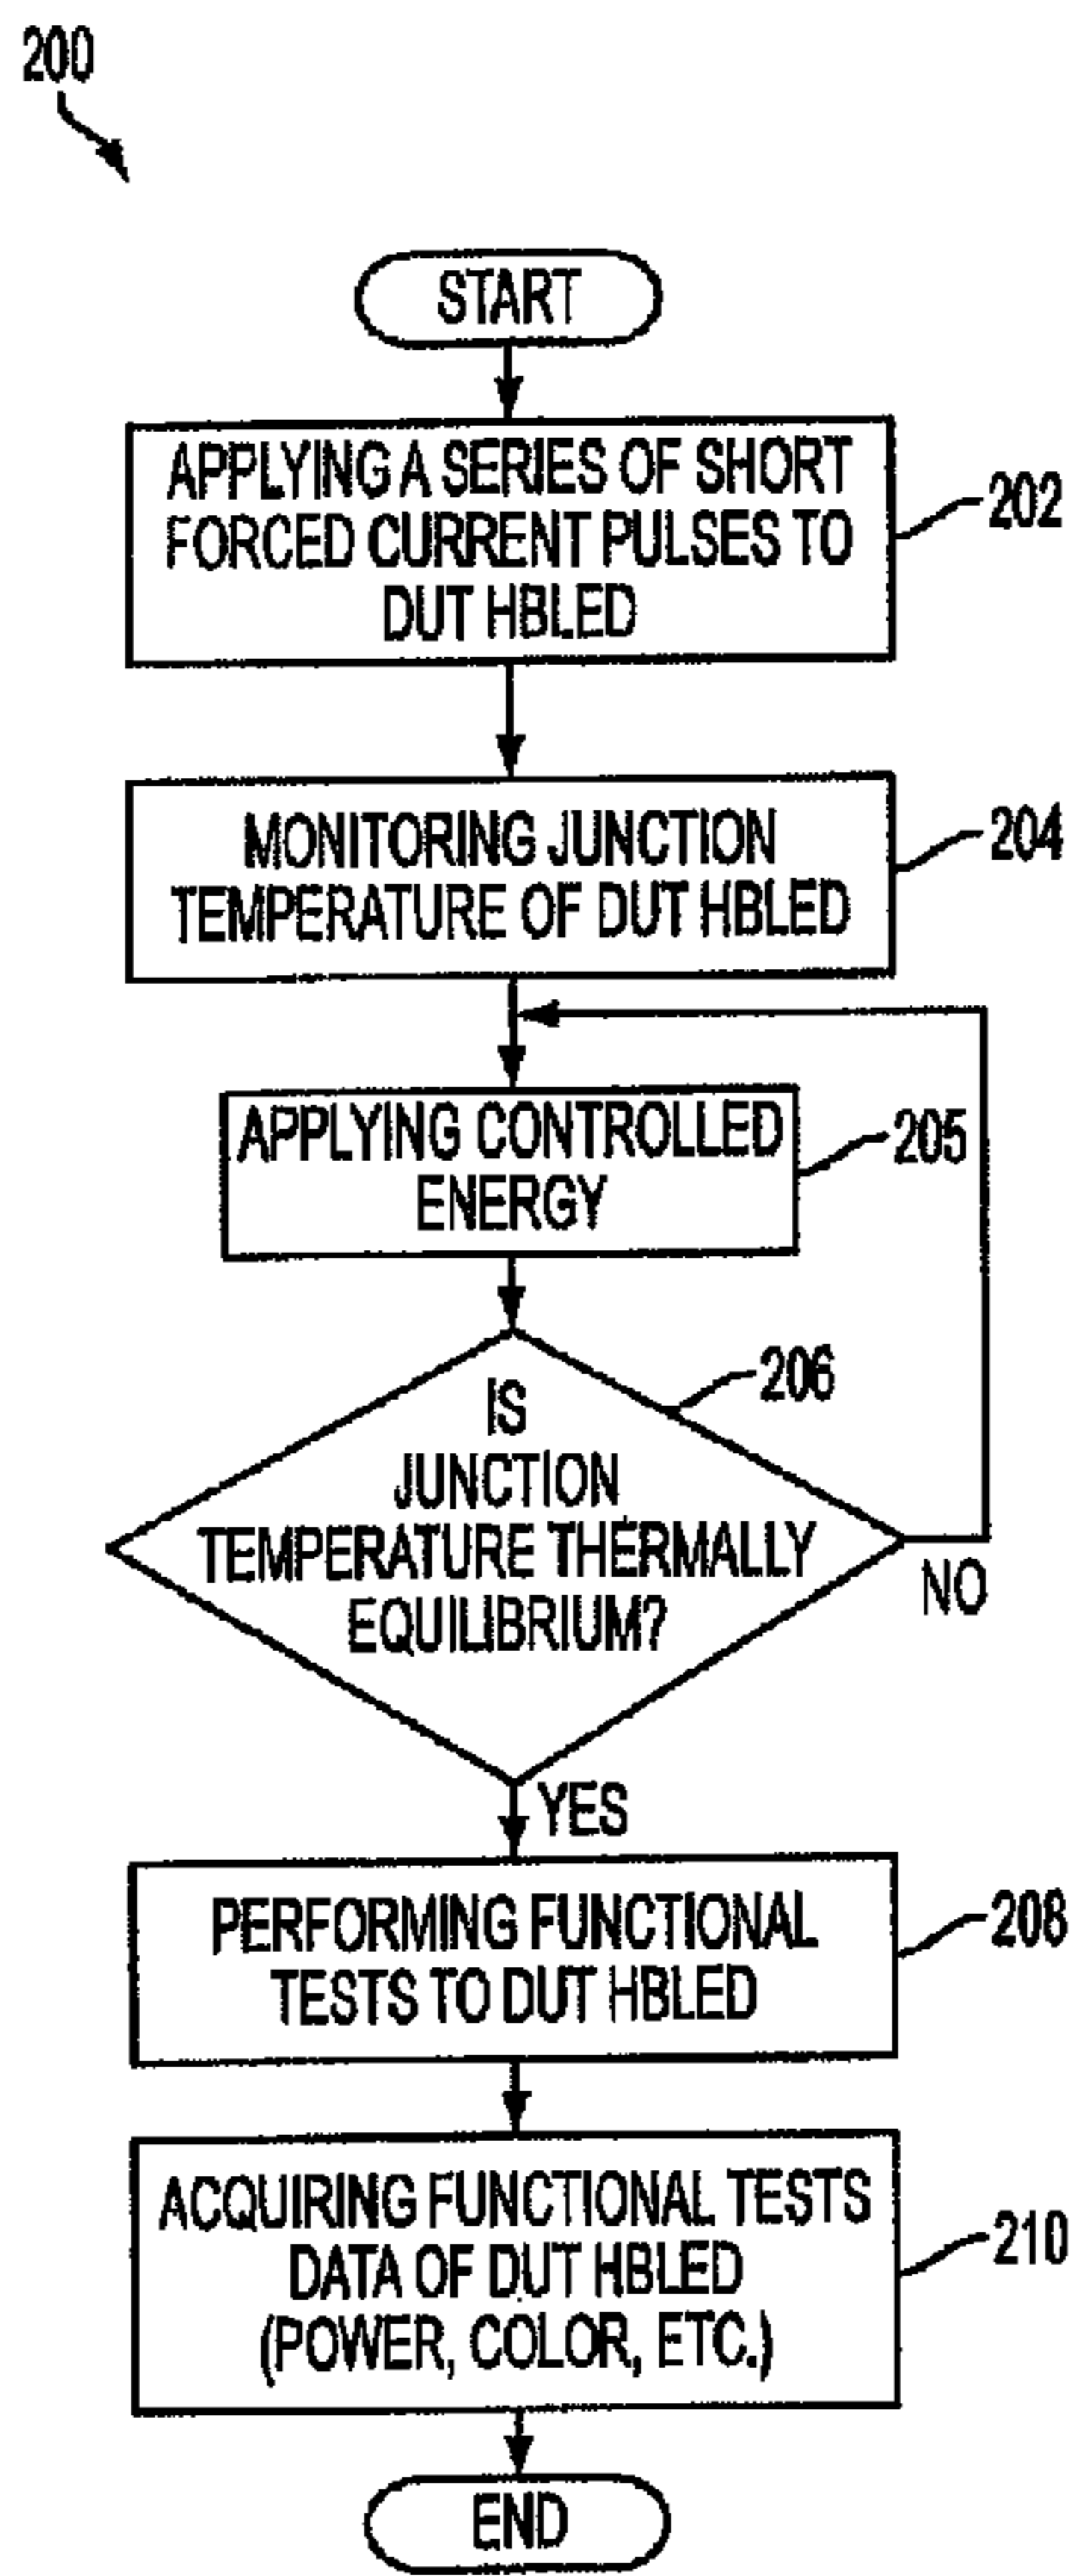 200
START
APPLYING A SERIES OF SHORT
FORCED CURRENT PULSES TO
DUT HBLED
202
MONITORING JUNCTION
TEMPERATURE OF DUT HBLED
204
APPLYING CONTROLLED
ENERGY
205
206
IS
JUNCTION
TEMPERATURE THERMALLY
EQUILIBRIUM?
NO
YES
PERFORMING FUNCTIONAL
TESTS TO DUT HBLED
208
ACQUIRING FUNCTIONAL TESTS
DATA OF DUT HBLED
(POWER, COLOR, ETC.)
210
END